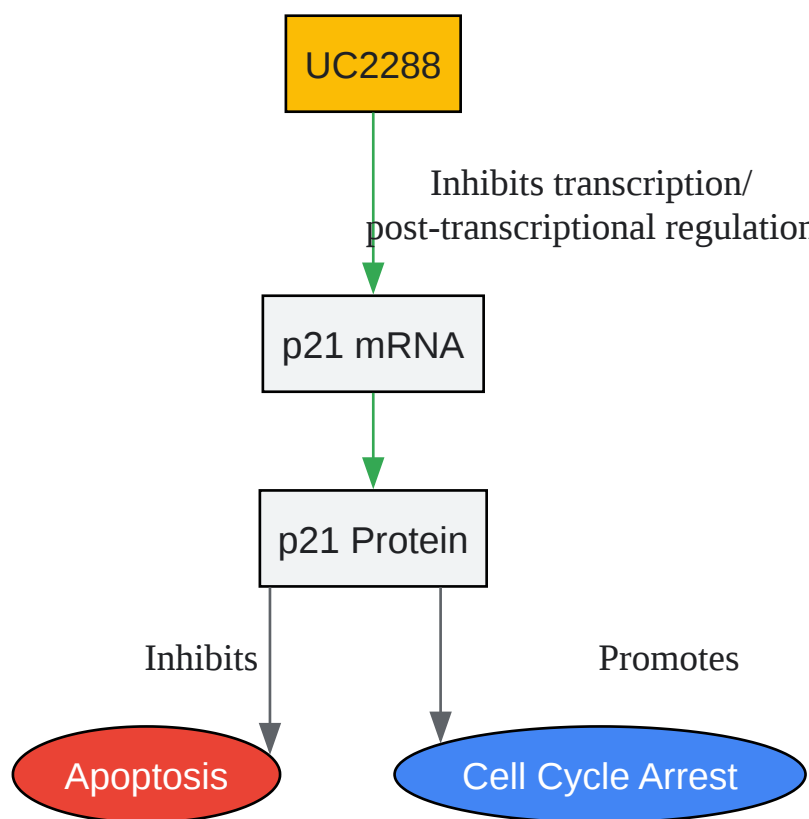 UC2288
Inhibits transcription/
post-transcriptional regulation
p21 mRNA
p21 Protein
Inhibits
Promotes
Apoptosis
Cell Cycle Arrest